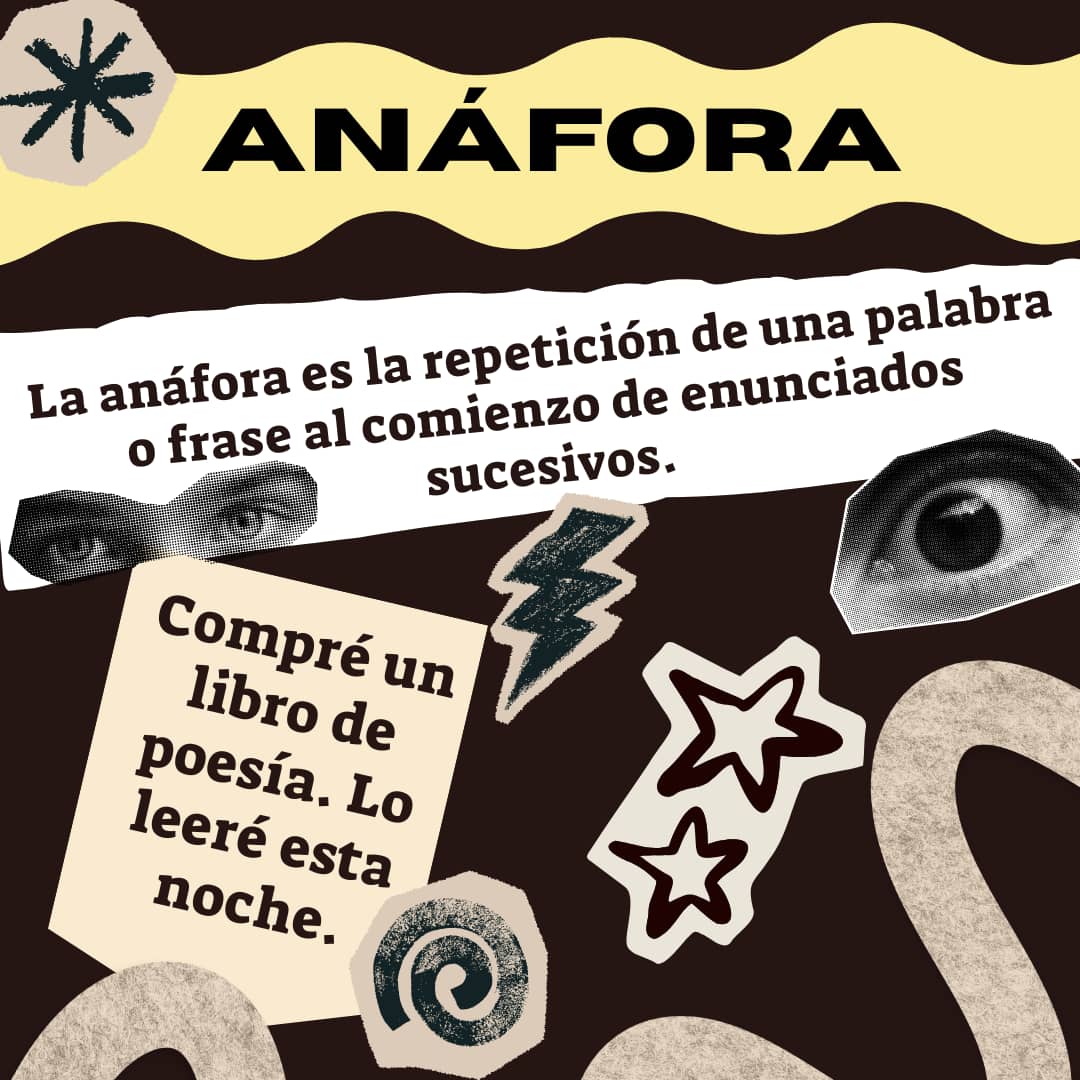 ANÁFORA
La anáfora es la repetición de una palabra
o frase al comienzo de enunciados
sucesivos.
Compré un
libro de
poesía. Lo
leeré esta
noche.